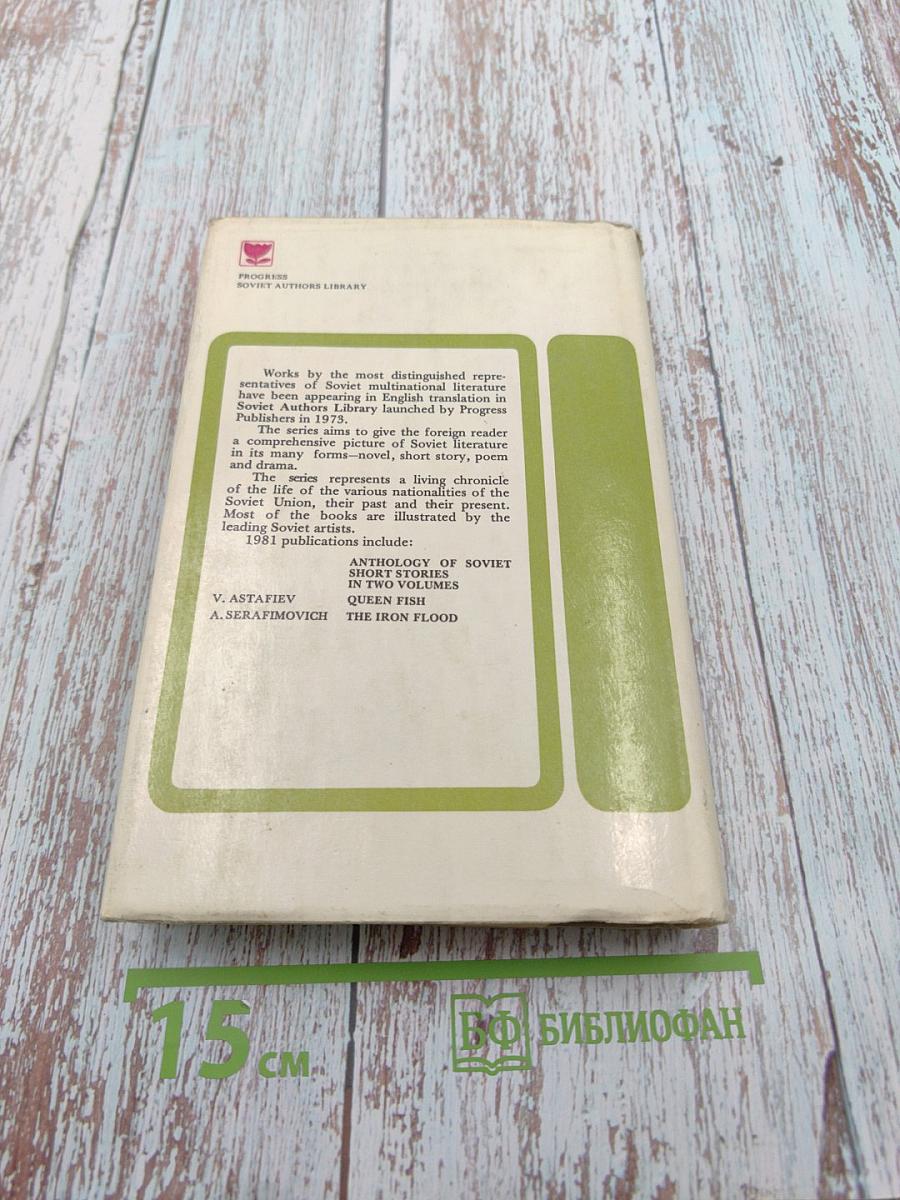 PROGRESS
SOVIET AUTHORS LIBRARY
Works by the most distinguished repre-
sentatives of Soviet multinational literature
have been appearing in English translation in
Soviet Authors Library launched by Progress
Publishers in 1973.
The series aims to give the foreign reader
a comprehensive picture of Soviet literature
in its many forms—novel, short story, poem
and drama.
The series represents a living chronicle
of the life of the various nationalities of the
Soviet Union, their past and their present.
Most of the books are illustrated by the
leading Soviet artists.
1981 publications include:
ANTHOLOGY OF SOVIET
SHORT STORIES
IN TWO VOLUMES
V. ASTAFIEV QUEEN FISH
A. SERAFIMOVICH THE IRON FLOOD
15 см
БФ БИБЛИОФАН